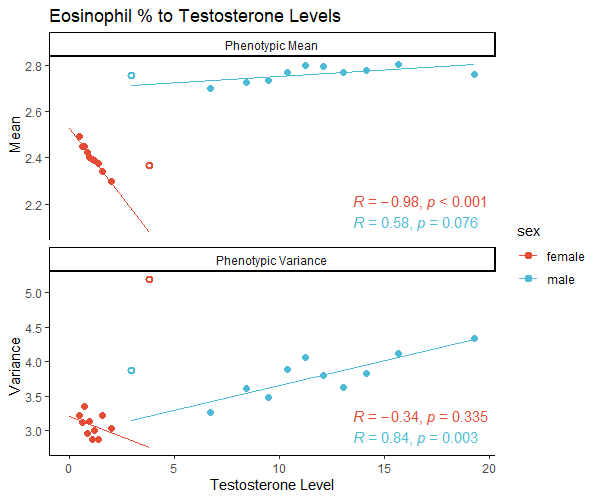 Eosinophil % to Testosterone Levels
Phenotypic Mean
2.8
2.6
2.4
2.2
Mean
R = −0.98, p < 0.001
R = 0.58, p = 0.076
Phenotypic Variance
5.0
4.5
4.0
3.5
3.0
Variance
R = −0.34, p = 0.335
R = 0.84, p = 0.003
0 5 10 15 20
Testosterone Level
sex
female
male